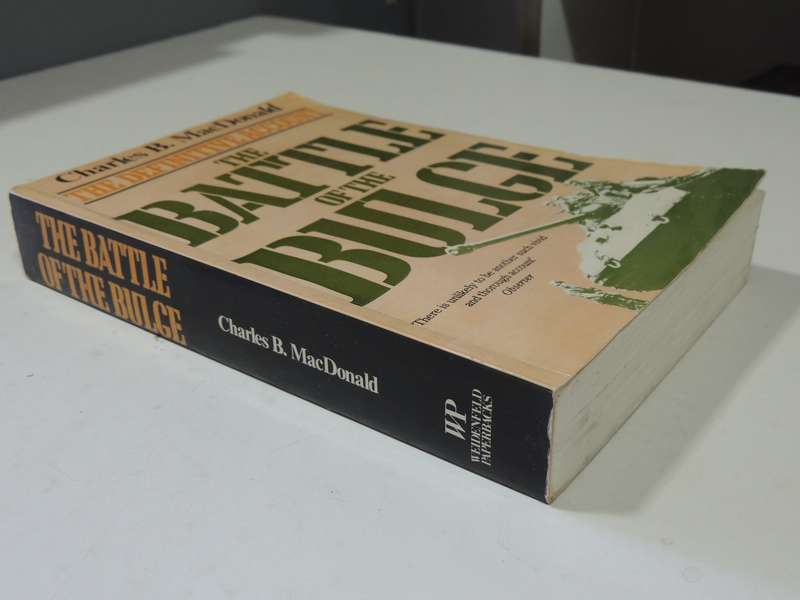 Charles B. MacDonald
THE DEFINITIVE ACCOUNT
THE
BATTLE
OF THE
BULGE
There is unlikely to be another such vivid
and thorough account
Observer
THE BATTLE
OF THE BULGE
Charles B. MacDonald
WP
WEIDENFELD
PAPERBACKS